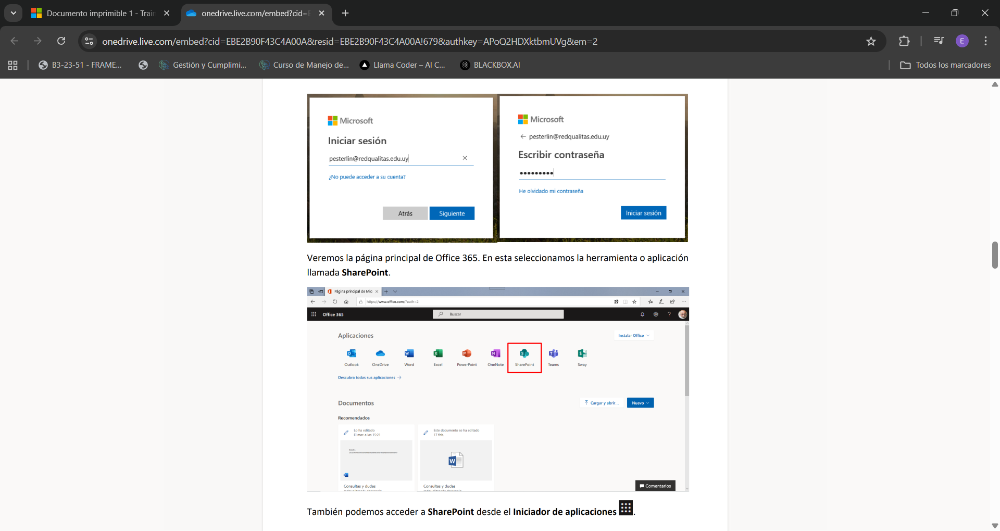 Documento imprimible 1 - Train
onedrive.live.com/embed?cid=E
onedrive.live.com/embed?cid=EBE2B90F43C4A00A&resid=EBE2B90F43C4A00A!679&authkey=APoQ2HDXktbmUVg&em=2
E
B3-23-51 - FRAME...
Gestión y Cumplimi...
Curso de Manejo de...
Llama Coder – AI C...
BLACKBOX.AI
Todos los marcadores
Microsoft
Iniciar sesión
pesterlin@redqualitas.edu.uy
¿No puede acceder a su cuenta?
Atrás
Siguiente
Microsoft
pesterlin@redqualitas.edu.uy
Escribir contraseña
He olvidado mi contraseña
Iniciar sesión
Veremos la página principal de Office 365. En esta seleccionamos la herramienta o aplicación
llamada SharePoint.
Página principal de Mic
https://www.office.com/?auth=2
Office 365
Buscar
Aplicaciones
Instalar Office
Outlook
OneDrive
Word
Excel
PowerPoint
OneNote
SharePoint
Teams
Sway
Descubra todas sus aplicaciones
Documentos
Cargar y abrir...
Nuevo
Recomendados
Lo ha editado
El mar. a las 15:21
Este documento se ha editado
17 feb.
Consultas y dudas
Consultas y dudas
Comentarios
También podemos acceder a SharePoint desde el Iniciador de aplicaciones .